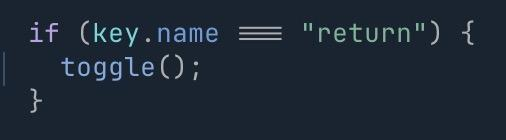 if (key.name === "return") {
  toggle();
}